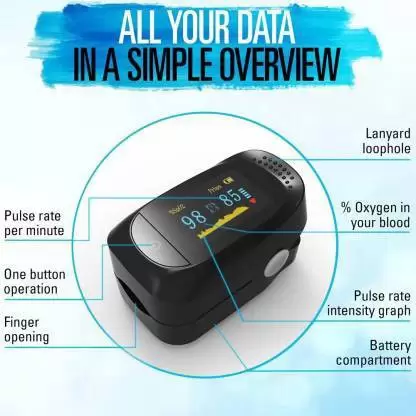 ALL YOUR DATA
IN A SIMPLE OVERVIEW
Lanyard
loophole
Pulse rate
per minute
% Oxygen in
your blood
98
85
One button
operation
Finger
opening
Pulse rate
intensity graph
Battery
compartment